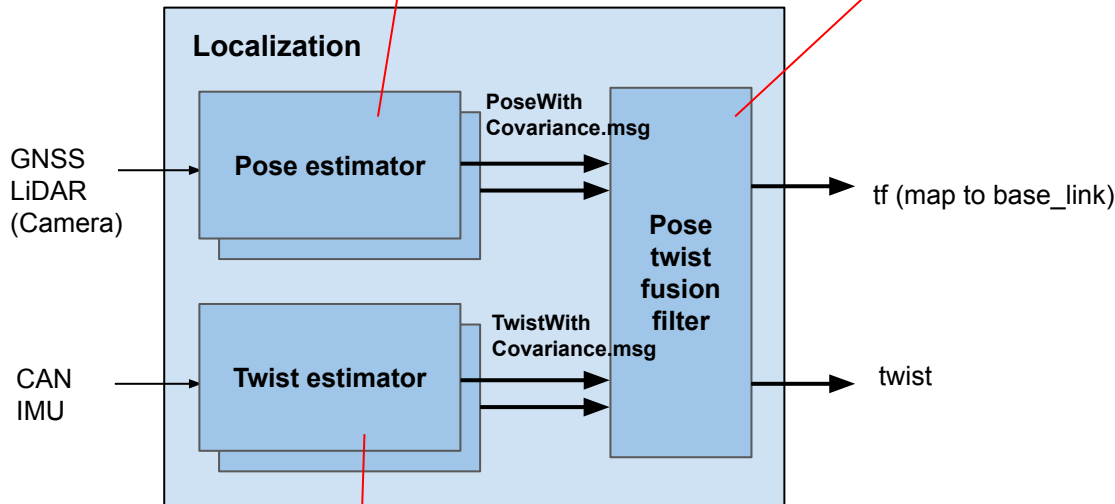 Localization
GNSS
LiDAR
(Camera)
Pose estimator
PoseWith
Covariance.msg
Pose
twist
fusion
filter
tf (map to base_link)
CAN
IMU
Twist estimator
TwistWith
Covariance.msg
twist